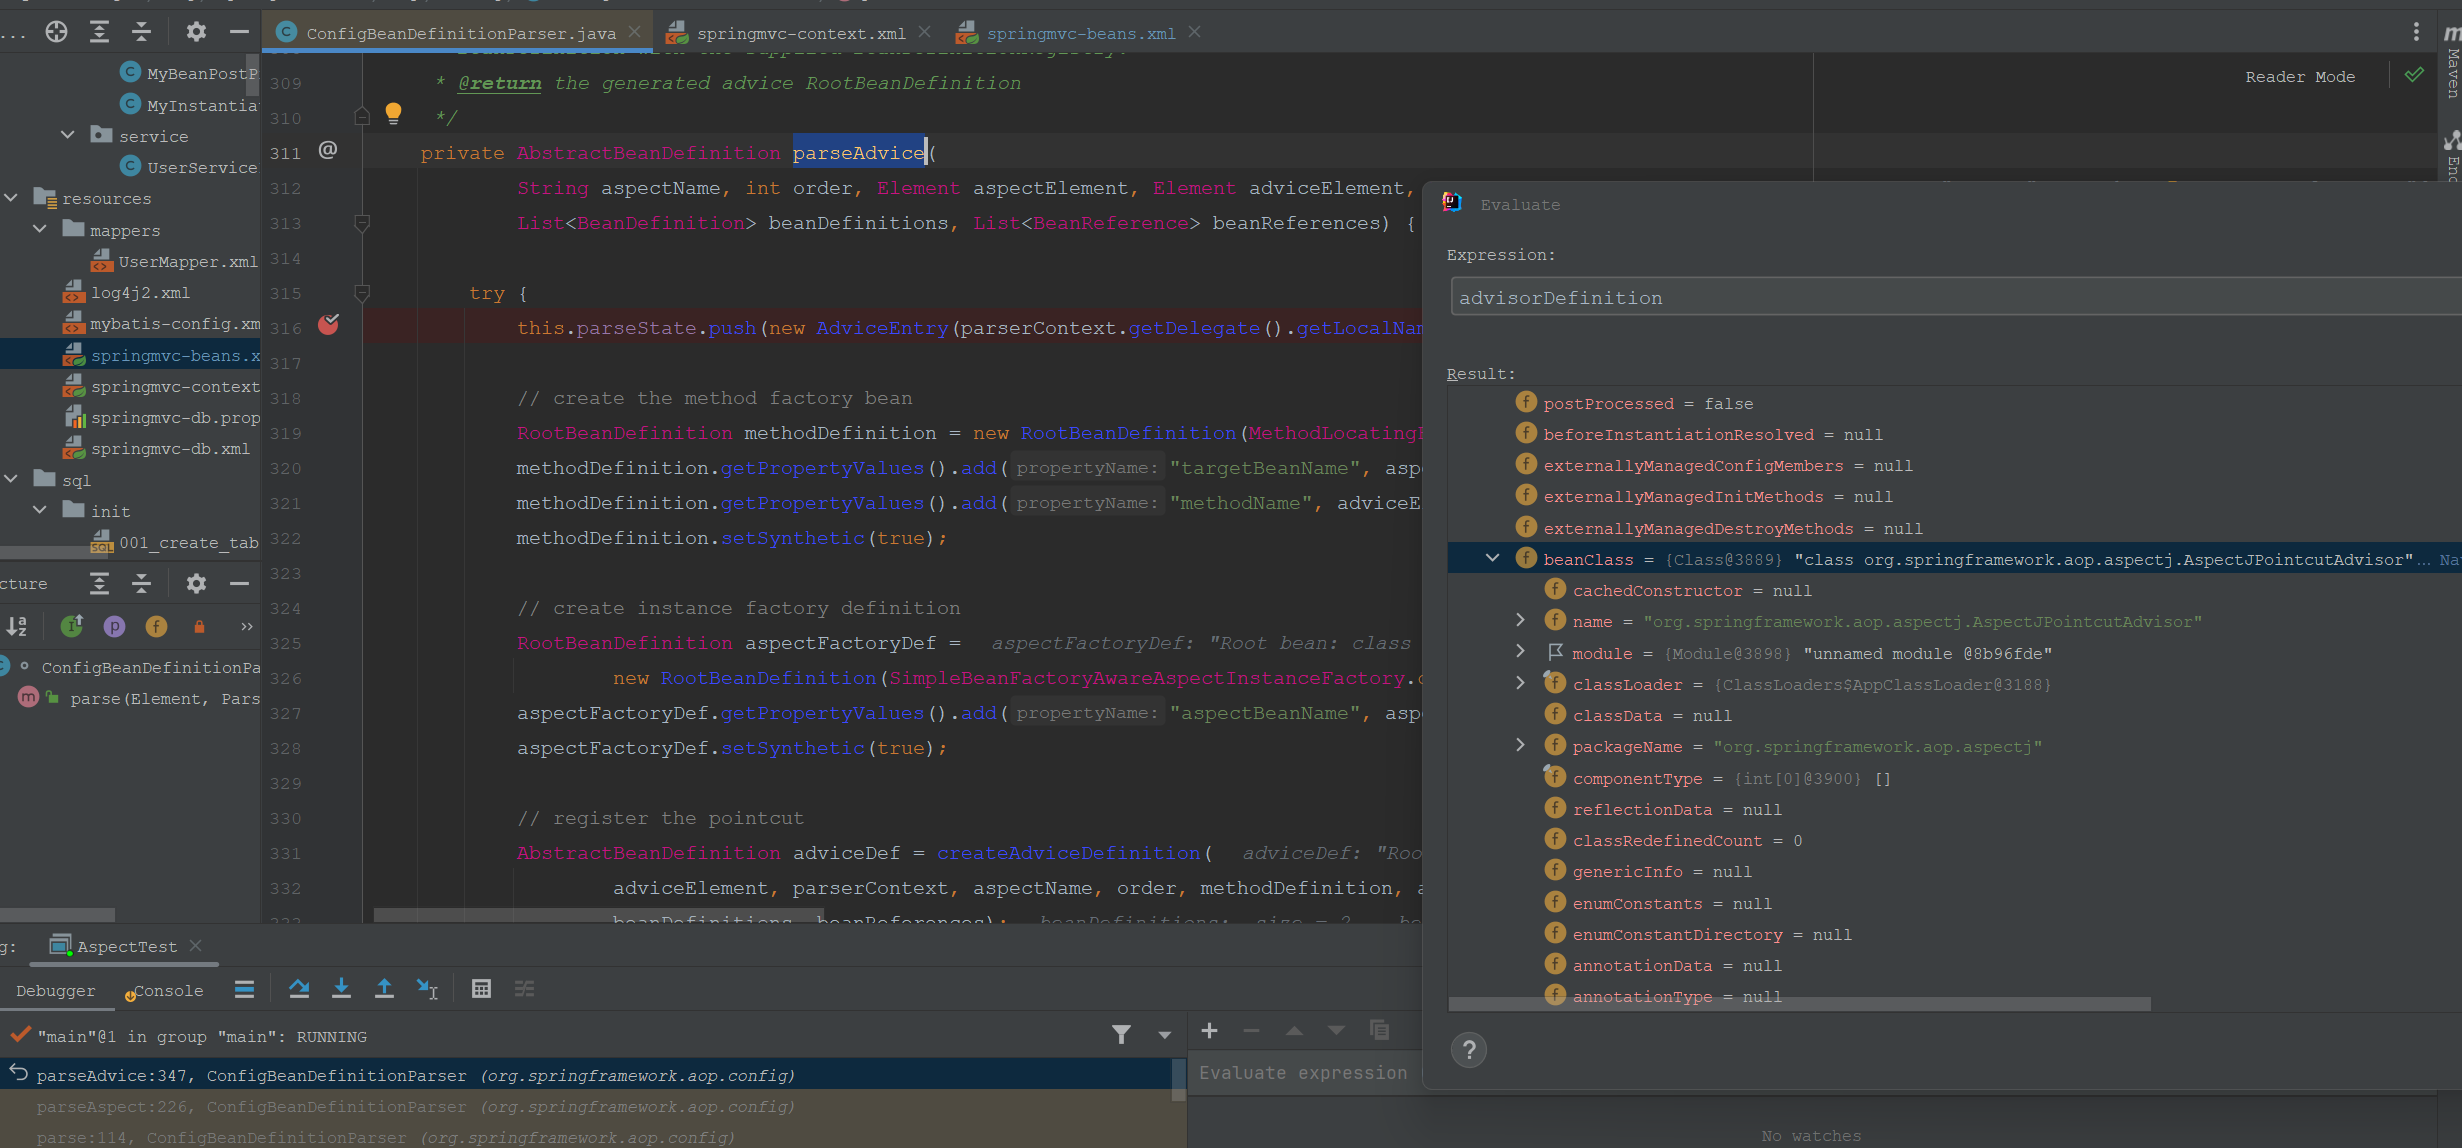 ConfigBeanDefinitionParser.java
springmvc-context.xml
springmvc-beans.xml
MyBeanPostP
MyInstantia
service
UserService
resources
mappers
UserMapper.xml
log4j2.xml
mybatis-config.xm
springmvc-beans.x
springmvc-context
springmvc-db.prop
springmvc-db.xml
sql
init
001_create_tab
cture
ConfigBeanDefinitionPa
parse(Element, Pars
309 * @return the generated advice RootBeanDefinition
310 */
311 @ private AbstractBeanDefinition parseAdvice(
312 String aspectName, int order, Element aspectElement, Element adviceElement,
313 List<BeanDefinition> beanDefinitions, List<BeanReference> beanReferences) {
314
315 try {
316 this.parseState.push(new AdviceEntry(parserContext.getDelegate().getLocalNam
317
318 // create the method factory bean
319 RootBeanDefinition methodDefinition = new RootBeanDefinition(MethodLocating
320 methodDefinition.getPropertyValues().add( propertyName: "targetBeanName", asp
321 methodDefinition.getPropertyValues().add( propertyName: "methodName", adviceE
322 methodDefinition.setSynthetic(true);
323
324 // create instance factory definition
325 RootBeanDefinition aspectFactoryDef = aspectFactoryDef: "Root bean: class
326 new RootBeanDefinition(SimpleBeanFactoryAwareAspectInstanceFactory.
327 aspectFactoryDef.getPropertyValues().add( propertyName: "aspectBeanName", asp
328 aspectFactoryDef.setSynthetic(true);
329
330 // register the pointcut
331 AbstractBeanDefinition adviceDef = createAdviceDefinition( adviceDef: "Roo
332 adviceElement, parserContext, aspectName, order, methodDefinition, a
333 beanDefinitions, beanReferences); beanDefinitions: size = 2 be
Reader Mode
Maven
Evaluate
Expression:
advisorDefinition
Result:
postProcessed = false
beforeInstantiationResolved = null
externallyManagedConfigMembers = null
externallyManagedInitMethods = null
externallyManagedDestroyMethods = null
beanClass = {Class@3889} "class org.springframework.aop.aspectj.AspectJPointcutAdvisor"... Na
cachedConstructor = null
name = "org.springframework.aop.aspectj.AspectJPointcutAdvisor"
module = {Module@3898} "unnamed module @8b96fde"
classLoader = {ClassLoaders$AppClassLoader@3188}
classData = null
packageName = "org.springframework.aop.aspectj"
componentType = {int[0]@3900} []
reflectionData = null
classRedefinedCount = 0
genericInfo = null
enumConstants = null
enumConstantDirectory = null
annotationData = null
annotationType = null
g: AspectTest
Debugger Console
"main"@1 in group "main": RUNNING
parseAdvice:347, ConfigBeanDefinitionParser (org.springframework.aop.config)
parseAspect:226, ConfigBeanDefinitionParser (org.springframework.aop.config)
parse:114, ConfigBeanDefinitionParser (org.springframework.aop.config)
Evaluate expression
No watches